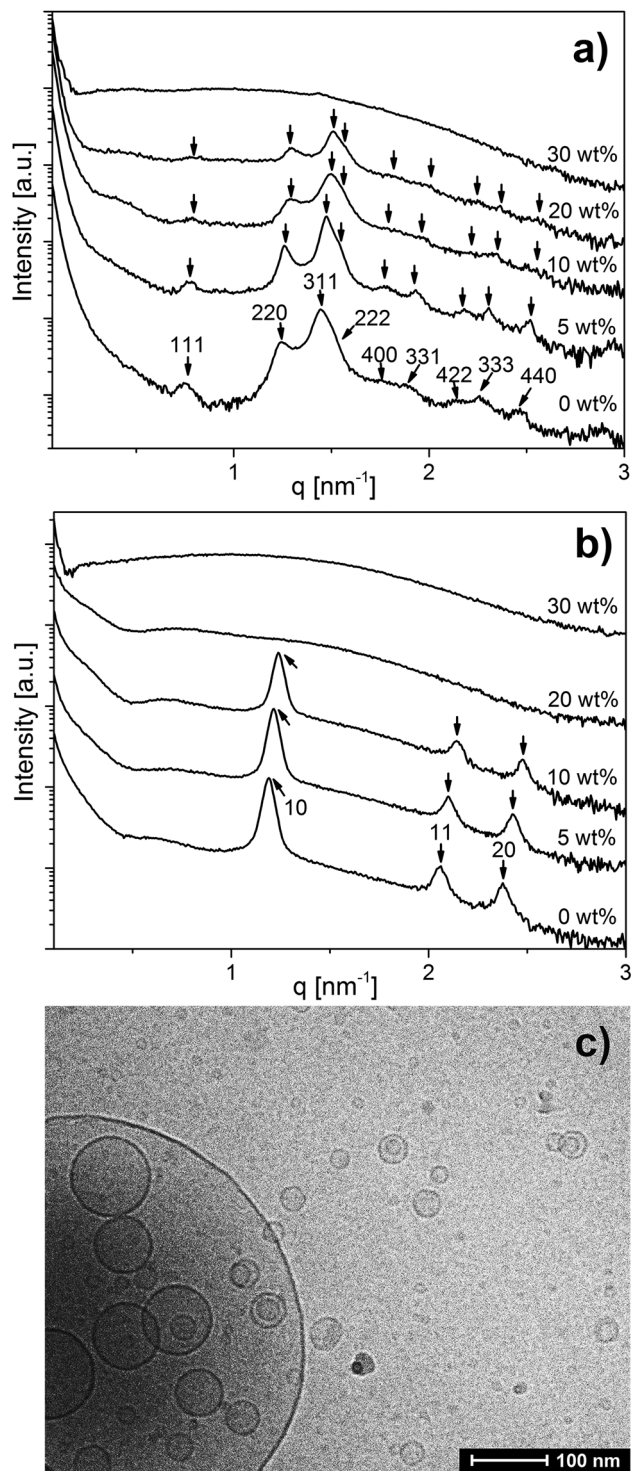 a)
Intensity [a.u.]
30 wt%
20 wt%
10 wt%
5 wt%
311
220
222
111
400
331
422
333
440
0 wt%
1
2
3
q [nm⁻¹]
b)
Intensity [a.u.]
30 wt%
20 wt%
10 wt%
10
5 wt%
11
20
0 wt%
1
2
3
q [nm⁻¹]
c)
100 nm